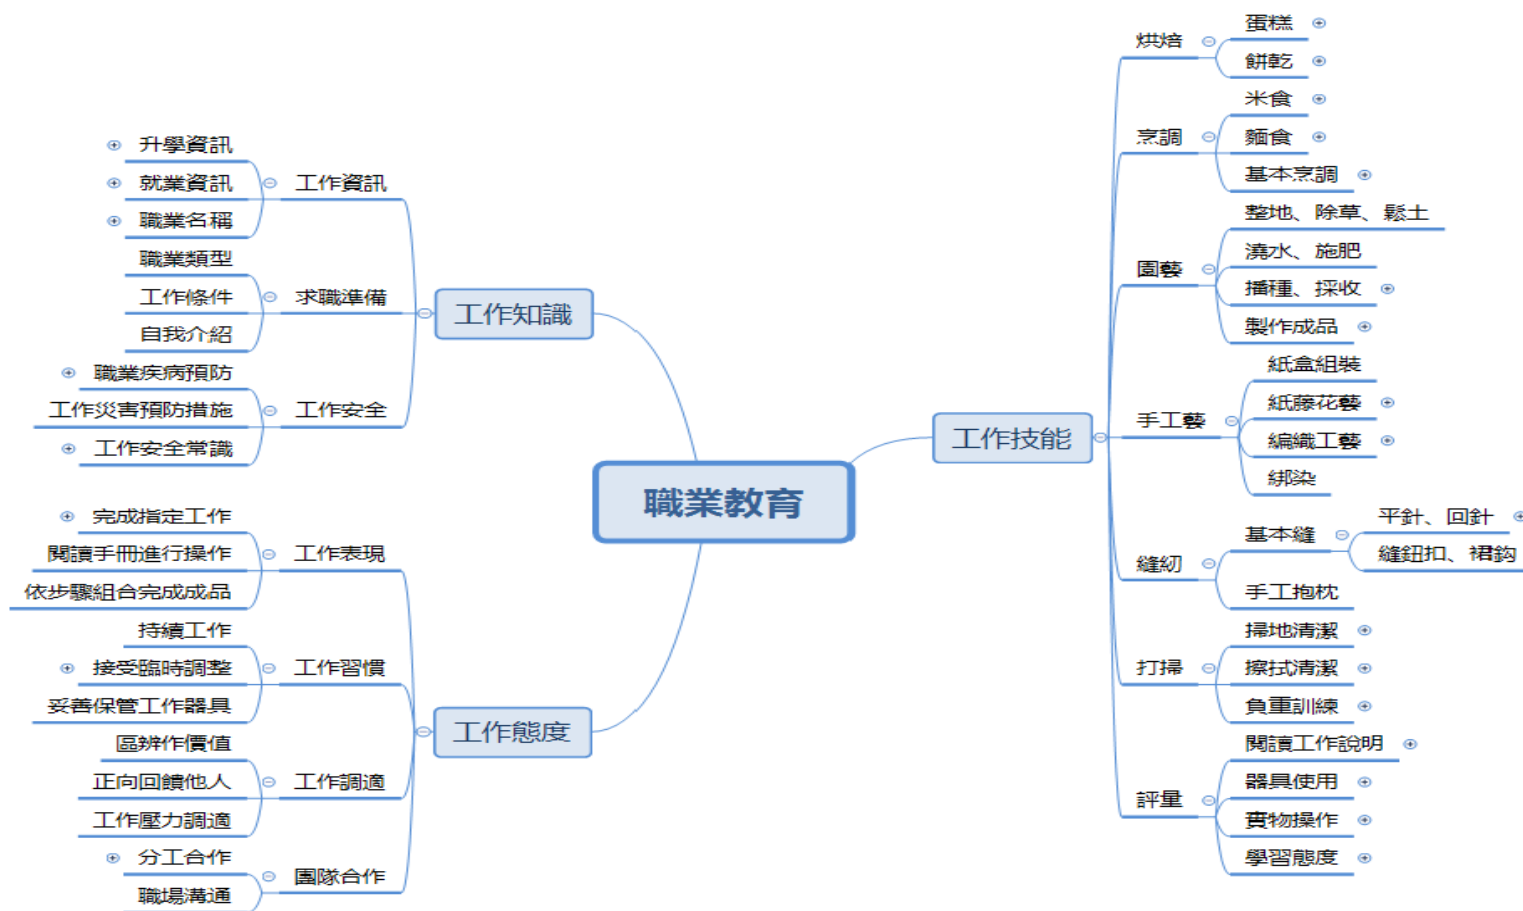 職業教育
工作知識
工作資訊
升學資訊
就業資訊
職業名稱
求職準備
職業類型
工作條件
自我介紹
工作安全
職業疾病預防
工作災害預防措施
工作安全常識
工作態度
工作表現
完成指定工作
閱讀手冊進行操作
依步驟組合完成成品
工作習慣
持續工作
接受臨時調整
妥善保管工作器具
工作調適
區辨作價值
正向回饋他人
工作壓力調適
團隊合作
分工合作
職場溝通
工作技能
烘焙
蛋糕
餅乾
烹調
米食
麵食
基本烹調
園藝
整地、除草、鬆土
澆水、施肥
播種、採收
製作成品
手工藝
紙盒組裝
紙藤花藝
編織工藝
綁染
縫紉
基本縫
平針、回針
縫鈕扣、裙鈎
手工抱枕
打掃
掃地清潔
擦拭清潔
負重訓練
評量
閱讀工作說明
器具使用
實物操作
學習態度